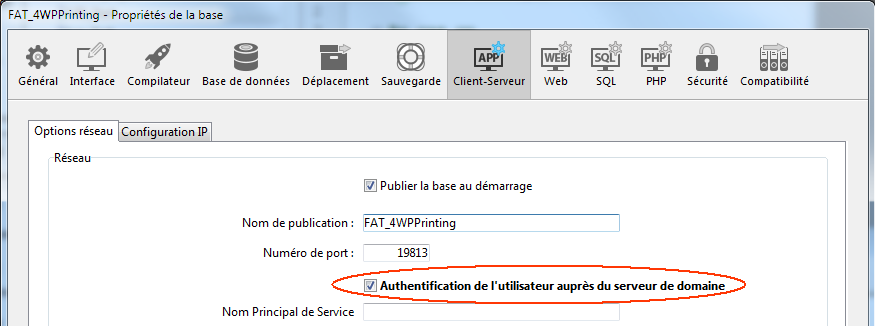 FAT_4WPPrinting - Propriétés de la base
APP WEB SQL PHP
Général Interface Compilateur Base de données Déplacement Sauvegarde Client-Serveur Web SQL PHP Sécurité Compatibilité
Options réseau Configuration IP
Réseau
Publier la base au démarrage
Nom de publication : FAT_4WPPrinting
Numéro de port : 19813
Authentification de l'utilisateur auprès du serveur de domaine
Nom Principal de Service